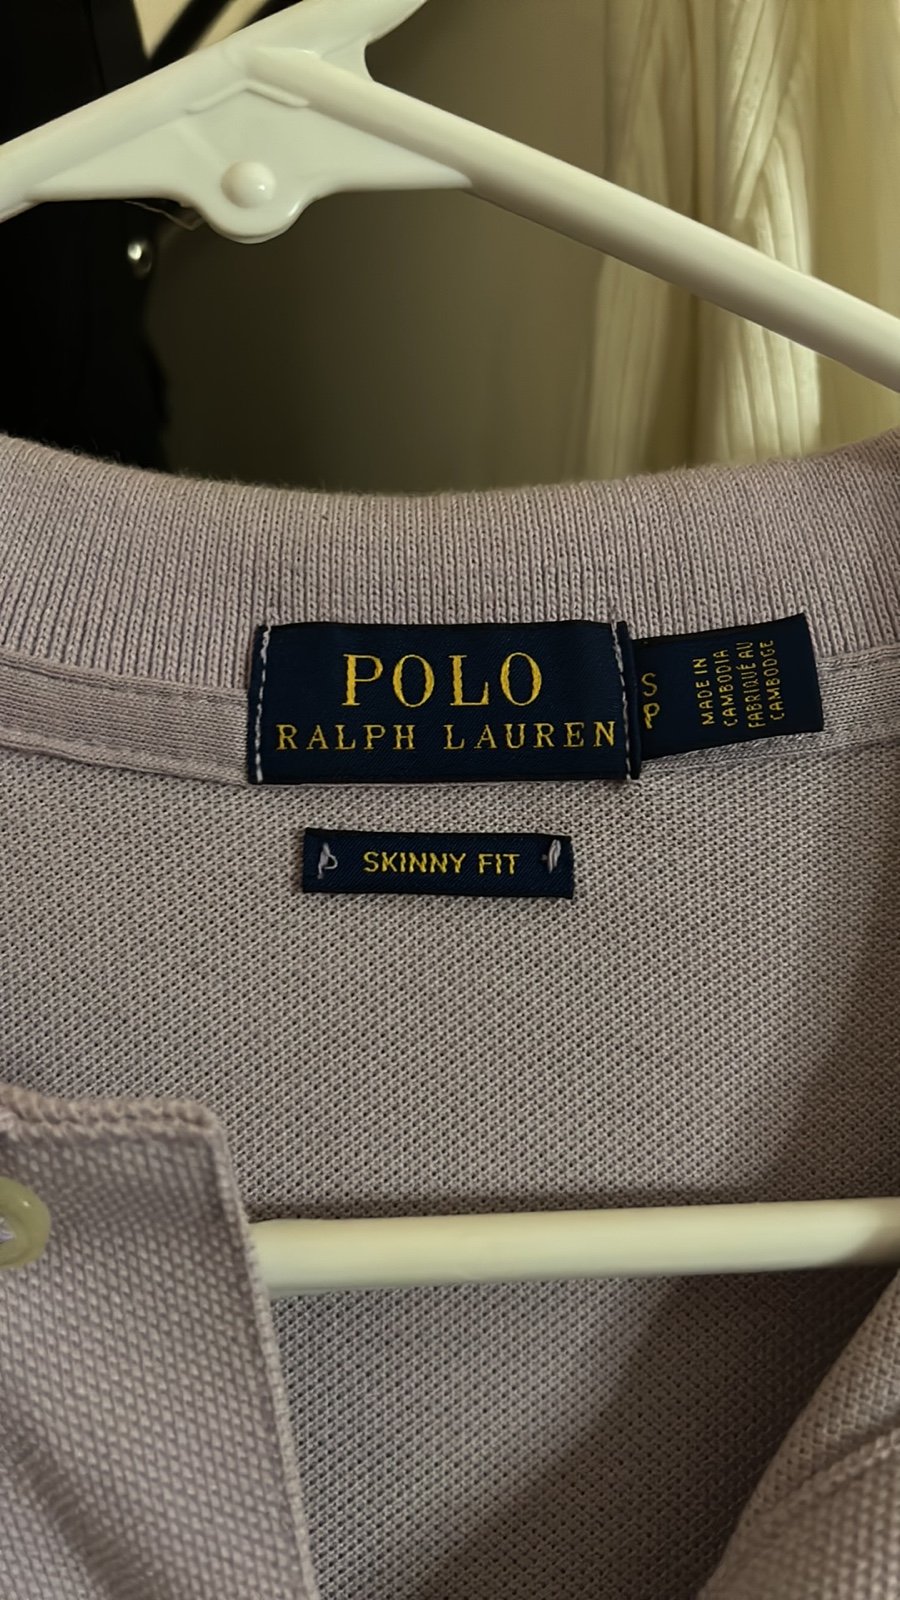 POLO
RALPH LAUREN
S
P
MADE IN
CAMBODIA
FABRIQUÉ AU
CAMBODGE
SKINNY FIT